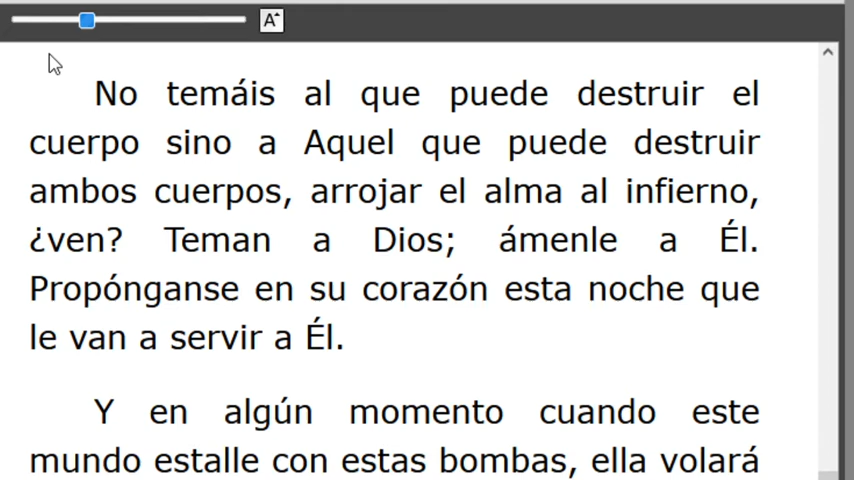 A
No temáis al que puede destruir el
cuerpo sino a Aquel que puede destruir
ambos cuerpos, arrojar el alma al infierno,
¿ven? Teman a Dios; ámenle a Él.
Propónganse en su corazón esta noche que
le van a servir a Él.
Y en algún momento cuando este
mundo estalle con estas bombas, ella volará